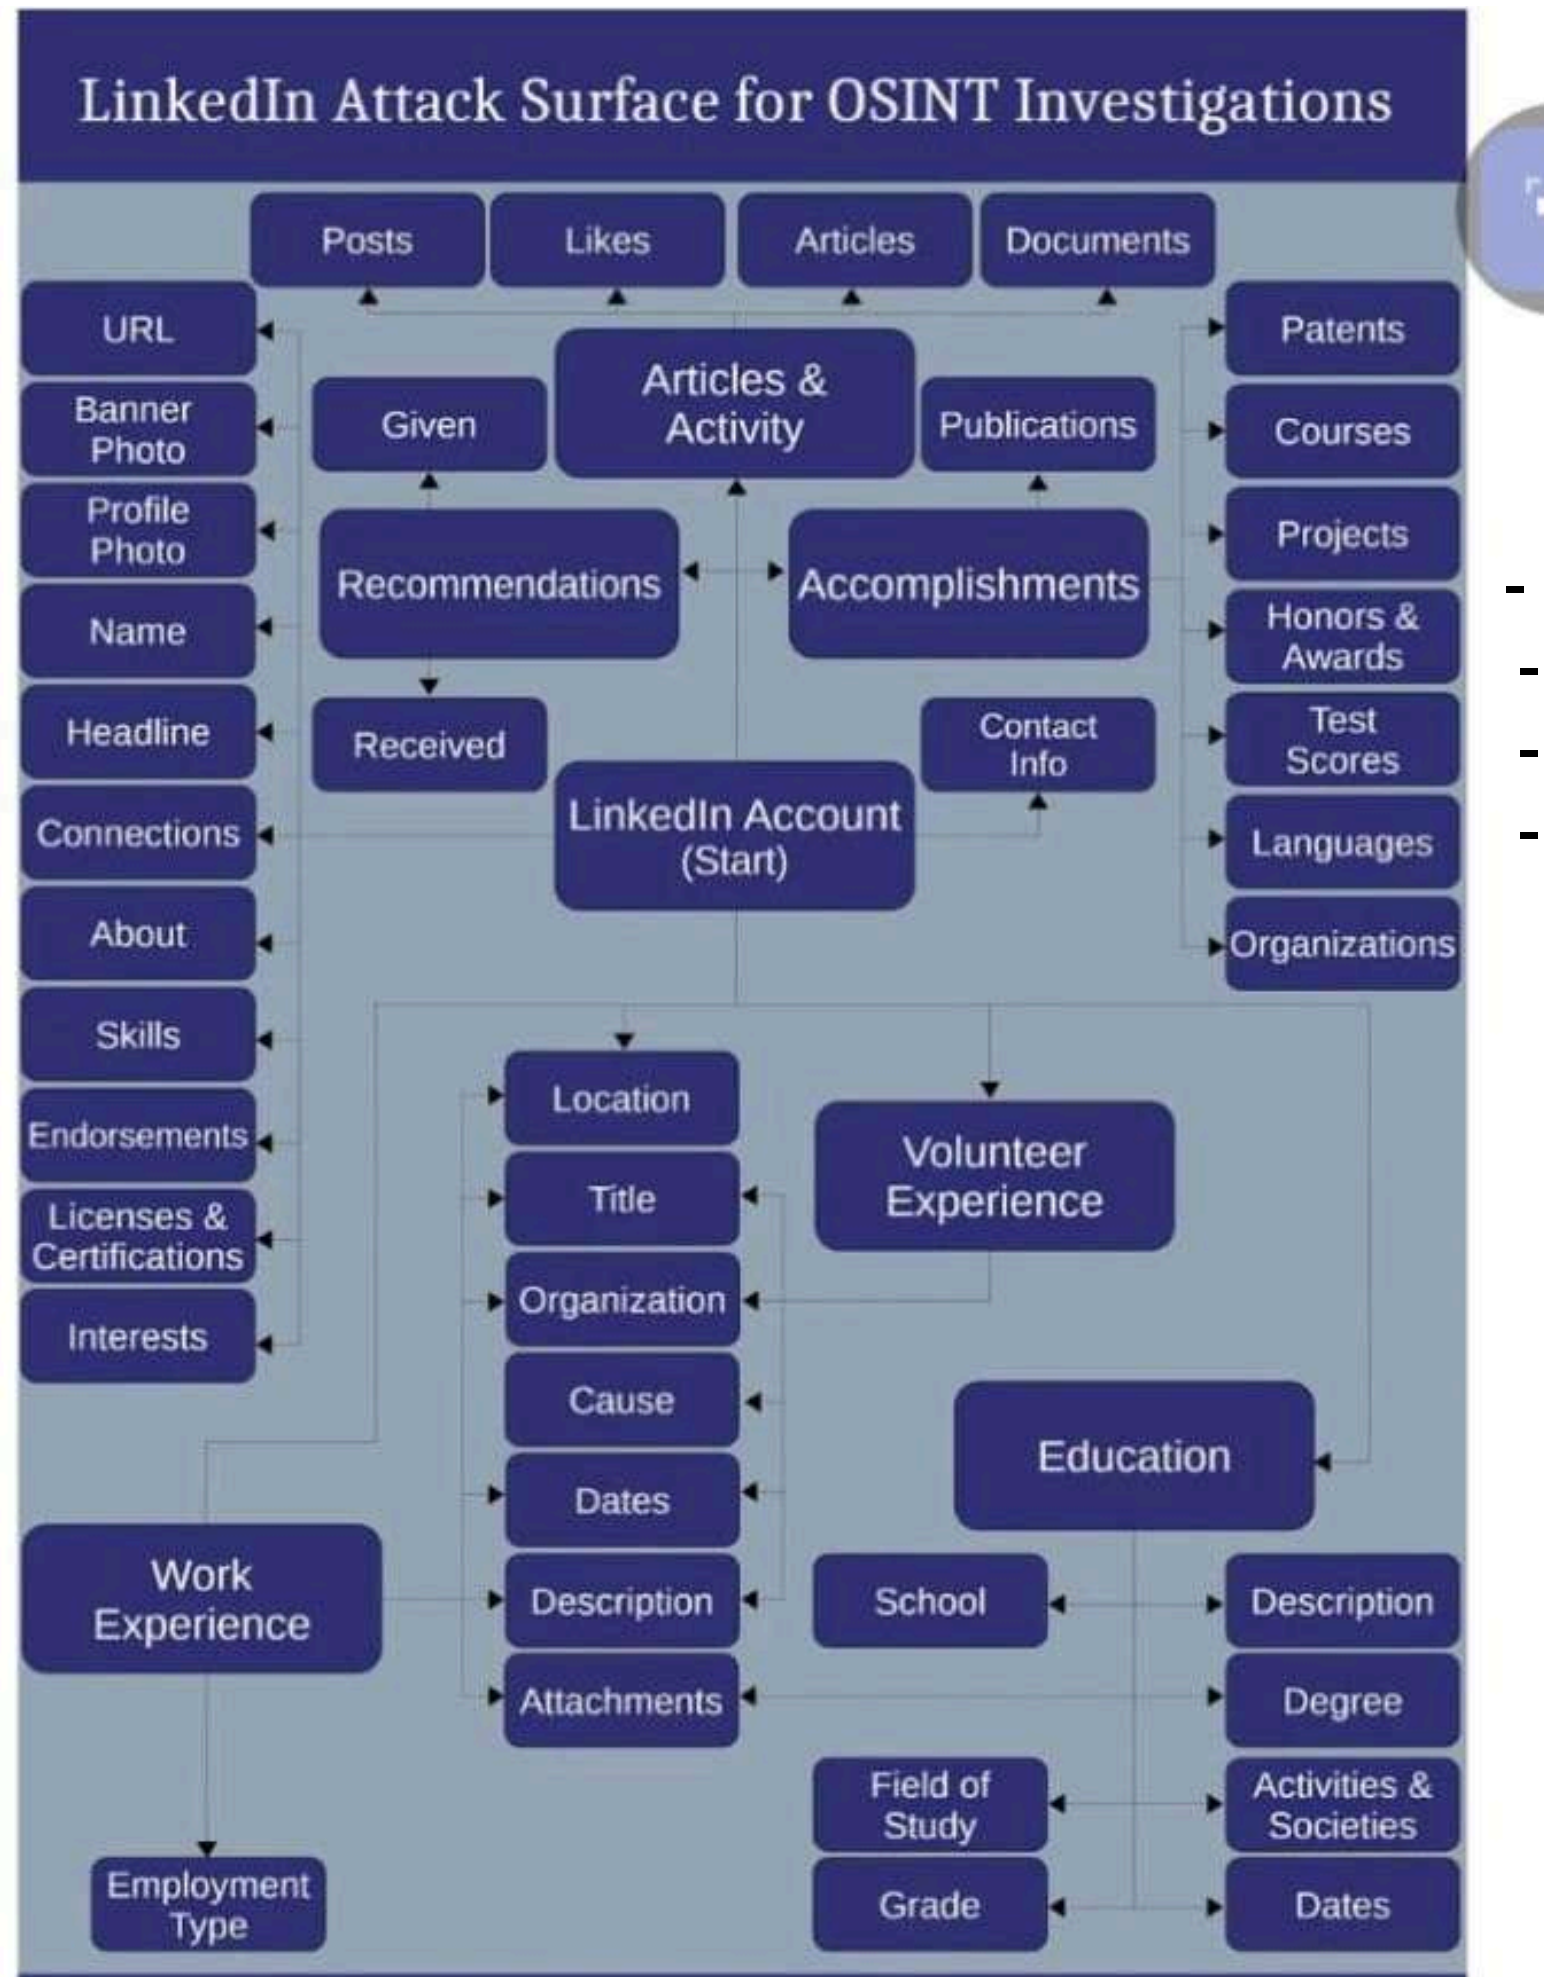 LinkedIn Attack Surface for OSINT Investigations
Posts
Likes
Articles
Documents
URL
Banner
Photo
Profile
Photo
Name
Headline
Connections
About
Skills
Endorsements
Licenses &
Certifications
Interests
Given
Articles &
Activity
Publications
Recommendations
Accomplishments
Received
Contact
Info
LinkedIn Account
(Start)
Patents
Courses
Projects
Honors &
Awards
Test
Scores
Languages
Organizations
Location
Title
Organization
Cause
Dates
Description
Attachments
Volunteer
Experience
Education
Work
Experience
Employment
Type
School
Description
Degree
Field of
Study
Activities &
Societies
Grade
Dates